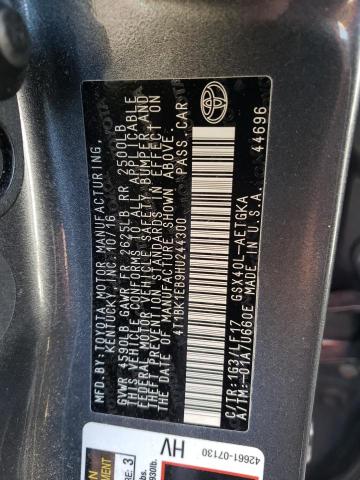 MFD.BY:TOYOTA MOTOR MANUFACTURING,
KENTUCKY,INC. 10/16
GVWR 4590LB GAWR FR 2625LB RR 2500LB
THIS VEHICLE CONFORMS TO ALL APPLICABLE
FEDERAL MOTOR VEHICLE SAFETY, BUMPER, AND
THEFT PREVENTION STANDARDS IN EFFECT ON
THE DATE OF MANUFACTURE SHOWN ABOVE.
4T1BK1EB9HU244300 PASS.CAR
C/TR:1G3/LF17 GSX40L-AETGKA
A/TM:-01A/U660E MADE IN U.S.A.
44696
42661-07130
HV
3